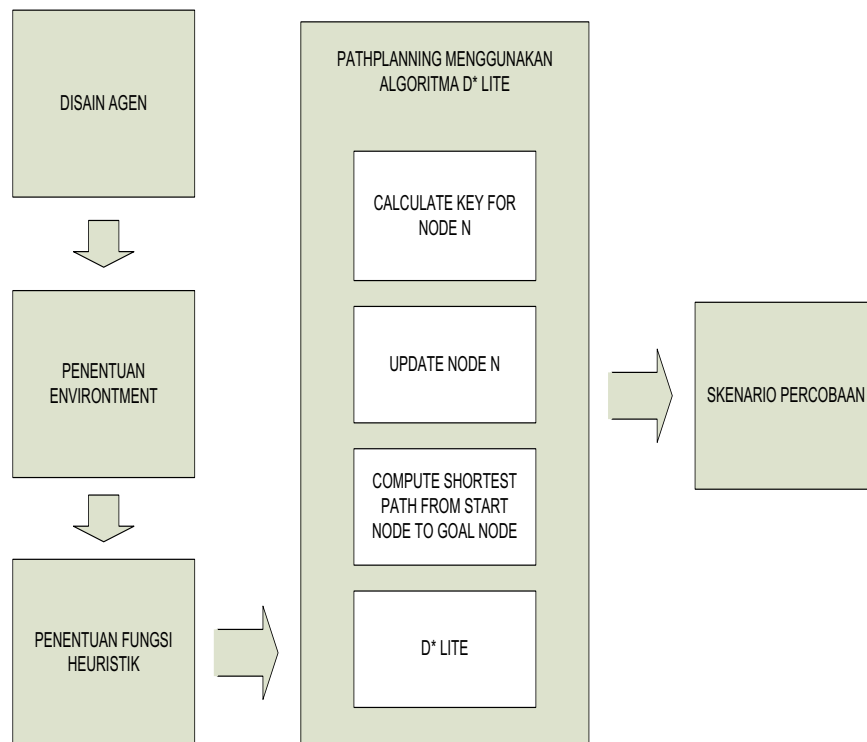 DISAIN AGEN
PENENTUAN
ENVIRONTMENT
PENENTUAN FUNGSI
HEURISTIK
PATHPLANNING MENGGUNAKAN
ALGORITMA D* LITE
CALCULATE KEY FOR
NODE N
UPDATE NODE N
COMPUTE SHORTEST
PATH FROM START
NODE TO GOAL NODE
D* LITE
SKENARIO PERCOBAAN